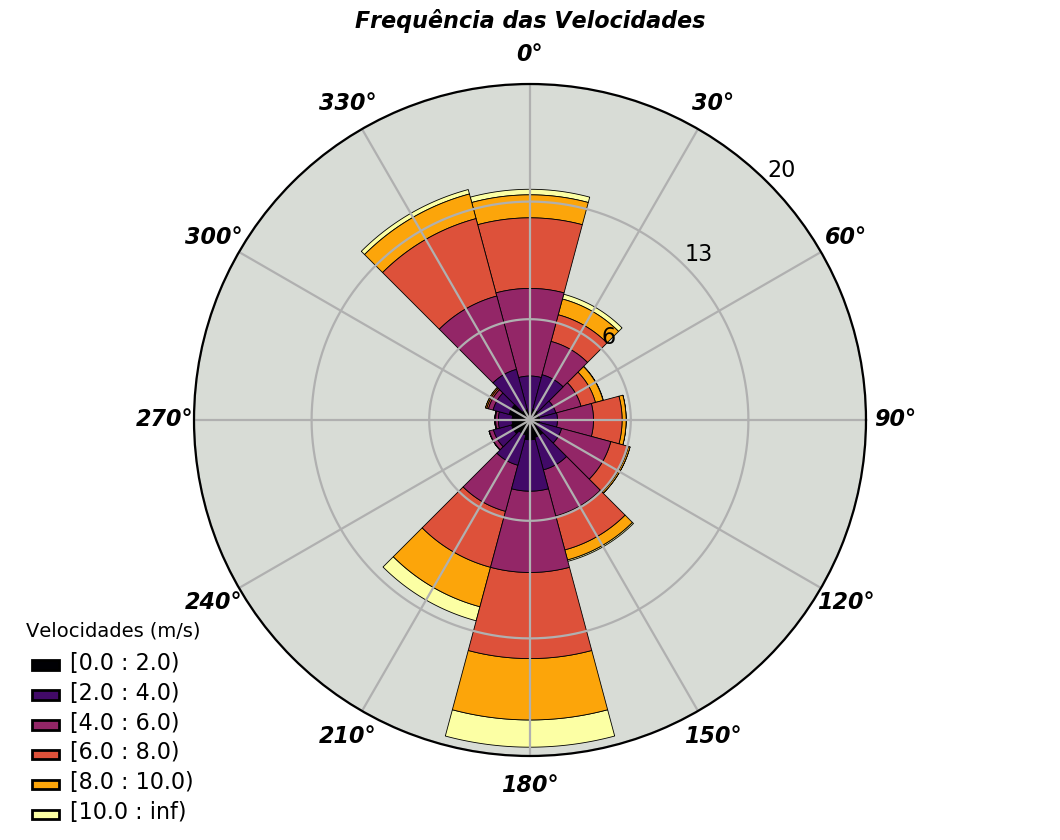 Frequência das Velocidades
0°
330°
30°
20
300°
60°
13
6
270°
90°
240°
120°
210°
150°
180°
Velocidades (m/s)
[0.0 : 2.0)
[2.0 : 4.0)
[4.0 : 6.0)
[6.0 : 8.0)
[8.0 : 10.0)
[10.0 : inf)